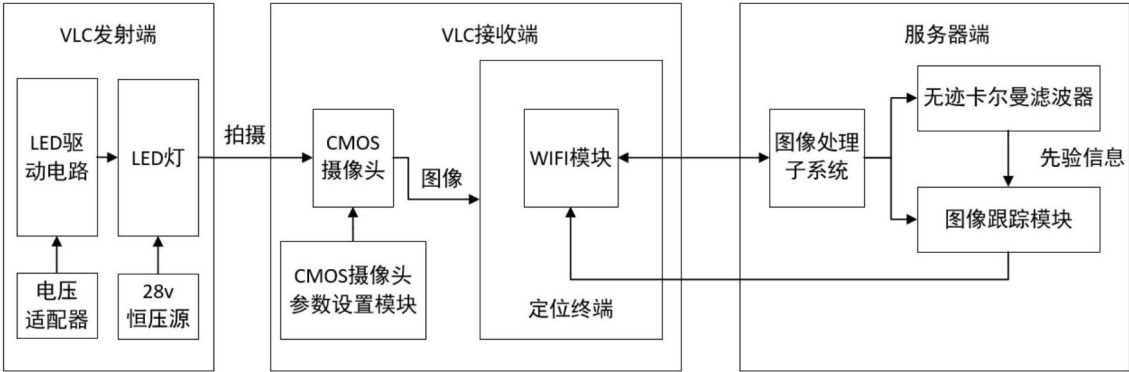 VLC发射端
LED驱
动电路
LED灯
电压
适配器
28v
恒压源
拍摄
VLC接收端
CMOS
摄像头
图像
CMOS摄像头
参数设置模块
WIFI模块
定位终端
服务器端
图像处理
子系统
无迹卡尔曼滤波器
先验信息
图像跟踪模块